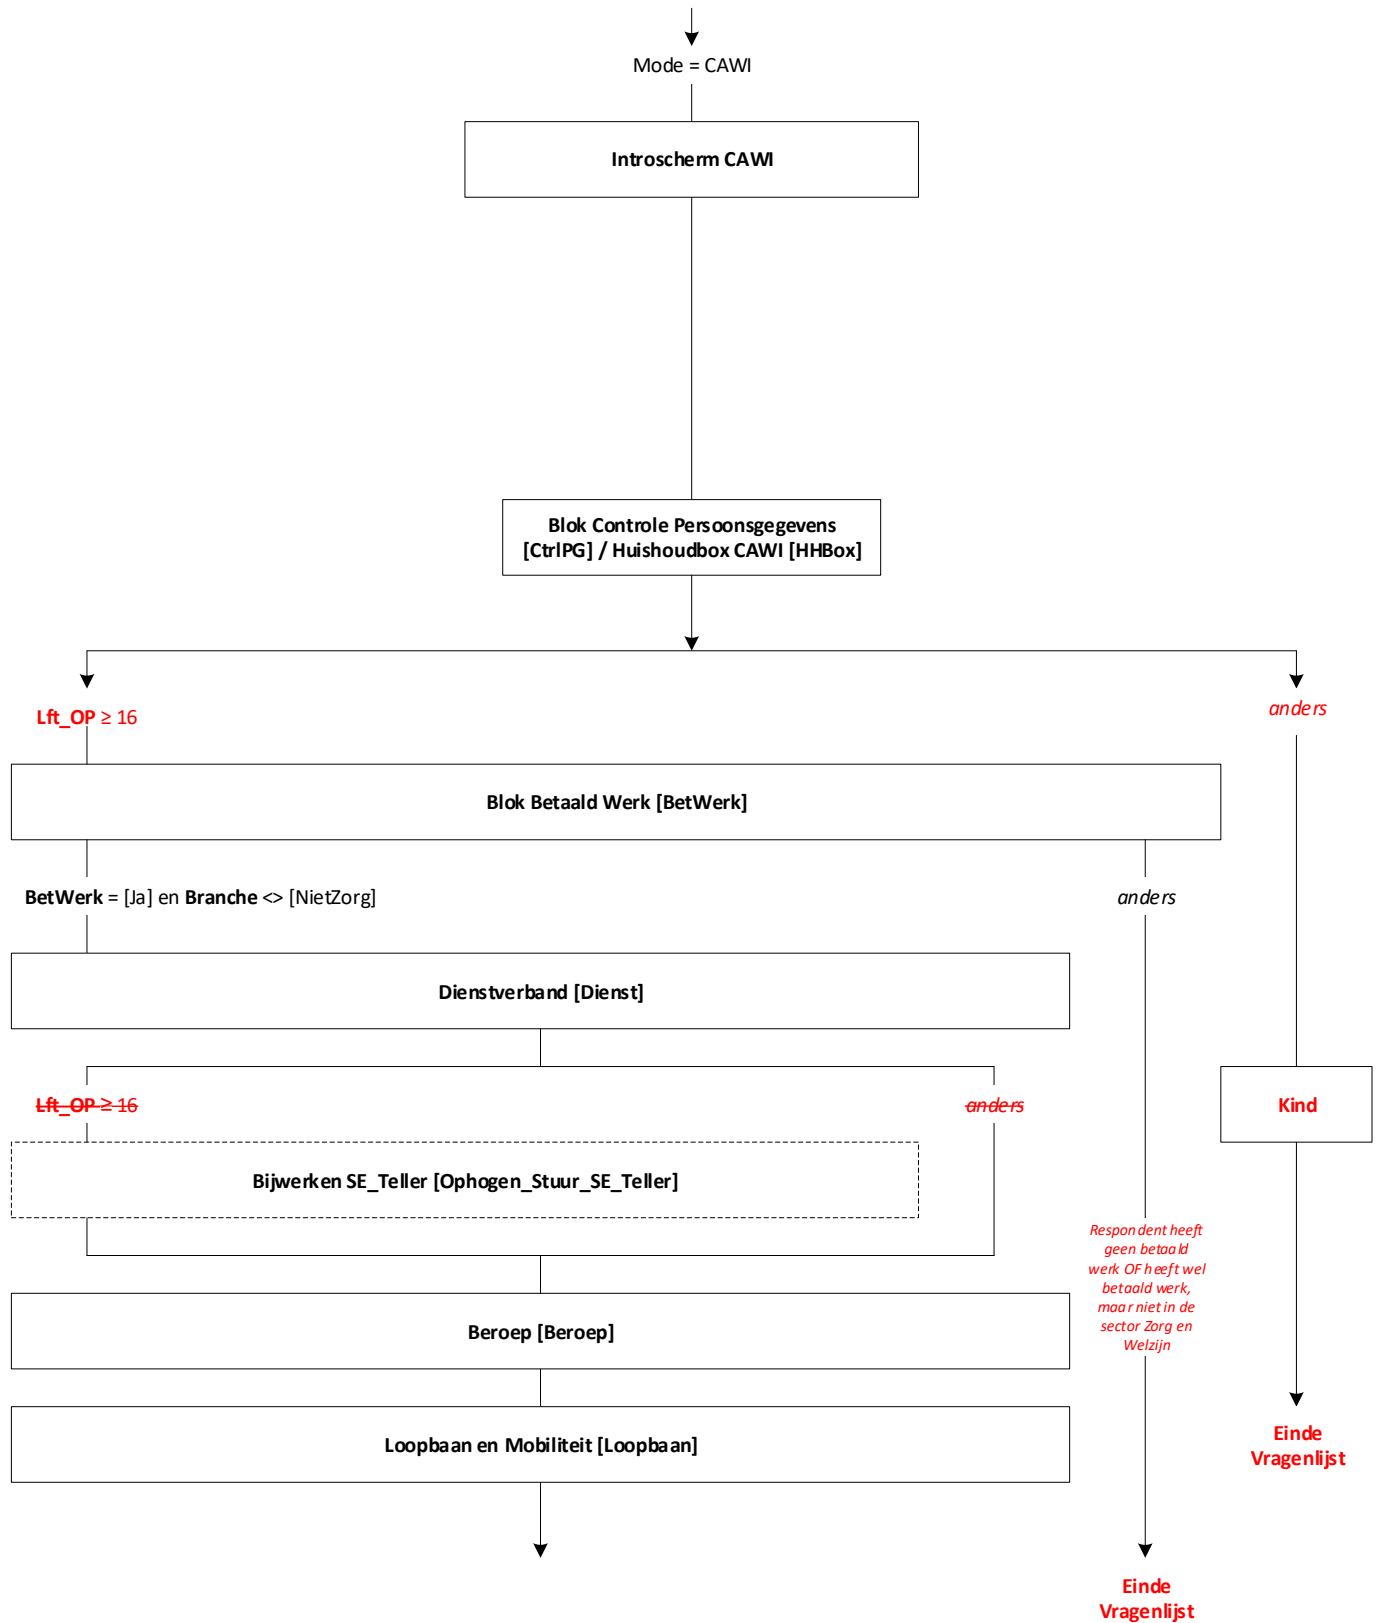 Mode = CAWI
Introscherm CAWI
Blok Controle Persoonsgegevens
[CtrlPG] / Huishoudbox CAWI [HHBox]
Lft_OP ≥ 16
anders
Blok Betaald Werk [BetWerk]
BetWerk = [Ja] en Branche <> [NietZorg]
anders
Dienstverband [Dienst]
Lft_OP ≥ 16
anders
Kind
Bijwerken SE_Teller [Ophogen_Stuur_SE_Teller]
Respondent heeft
geen betaald
werk OF heeft wel
betaald werk,
maar niet in de
sector Zorg en
Welzijn
Beroep [Beroep]
Loopbaan en Mobiliteit [Loopbaan]
Einde
Vragenlijst
Einde
Vragenlijst